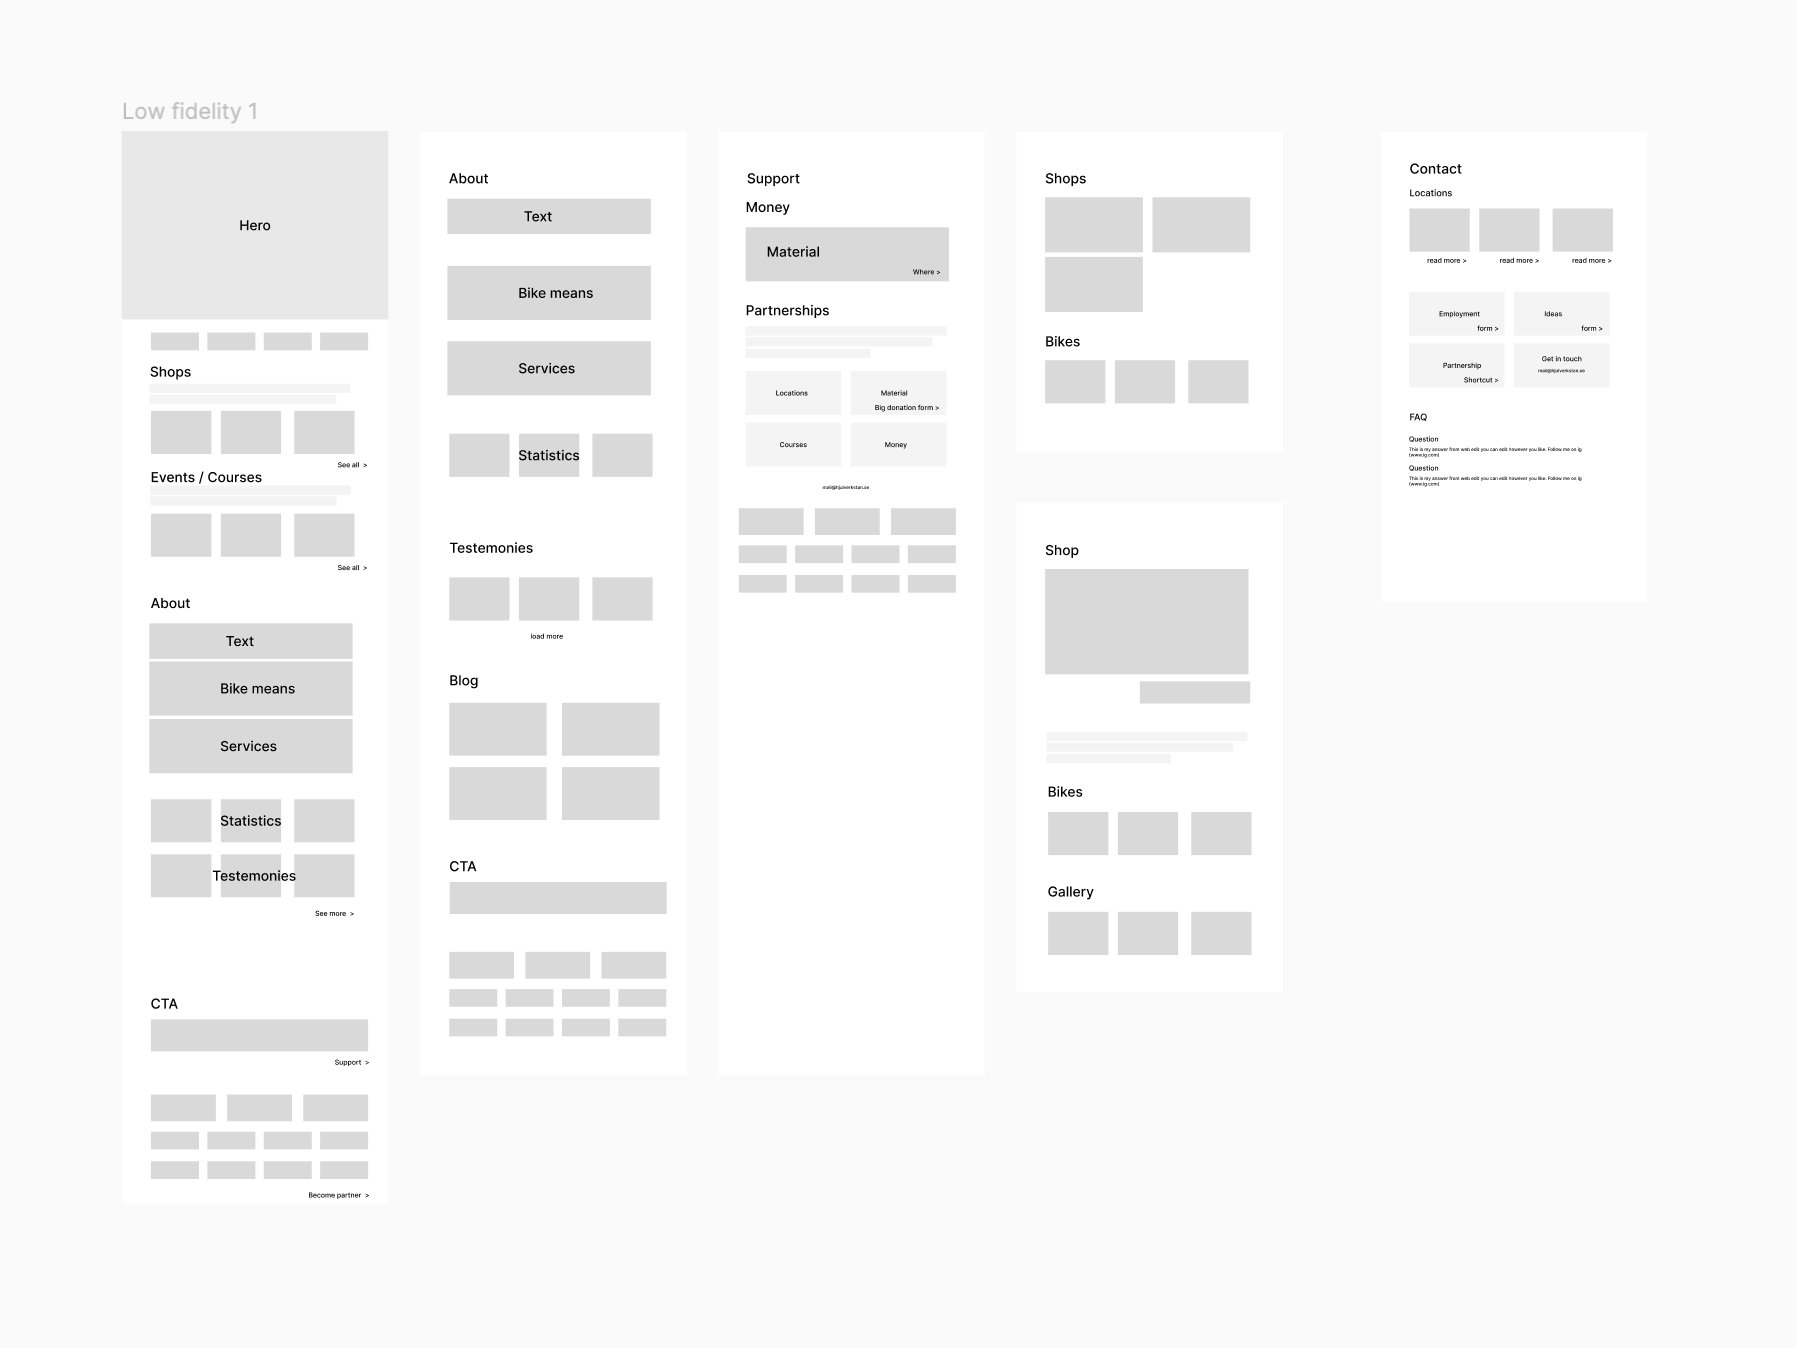 Low fidelity 1
Hero
Shops
See all >
Events / Courses
See all >
About
Text
Bike means
Services
Statistics
Testemonies
See more >
CTA
Support >
Become partner >
About
Text
Bike means
Services
Statistics
Testemonies
load more
Blog
CTA
Support
Money
Material
Where >
Partnerships
Locations
Material
Big donation form >
Courses
Money
mail@hjulverkstan.se
Shops
Bikes
Shop
Bikes
Gallery
Contact
Locations
read more >
read more >
read more >
Employment
form >
Ideas
form >
Partnership
Shortcut >
Get in touch
mail@hjulverkstan.se
FAQ
Question
This is my answer from web edit you can edit however you like. Follow me on ig
(www.ig.com)
Question
This is my answer from web edit you can edit however you like. Follow me on ig
(www.ig.com)